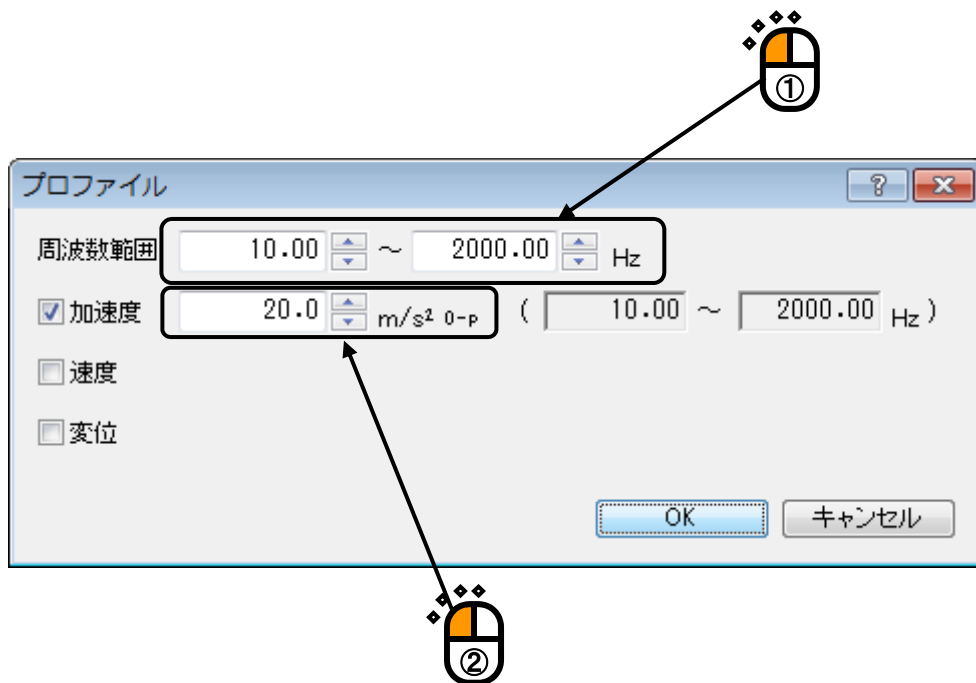 ①
プロファイル
周波数範囲 10.00 ～ 2000.00 Hz
加速度 20.0 m/s² 0-p ( 10.00 ～ 2000.00 Hz )
速度
変位
OK キャンセル
②